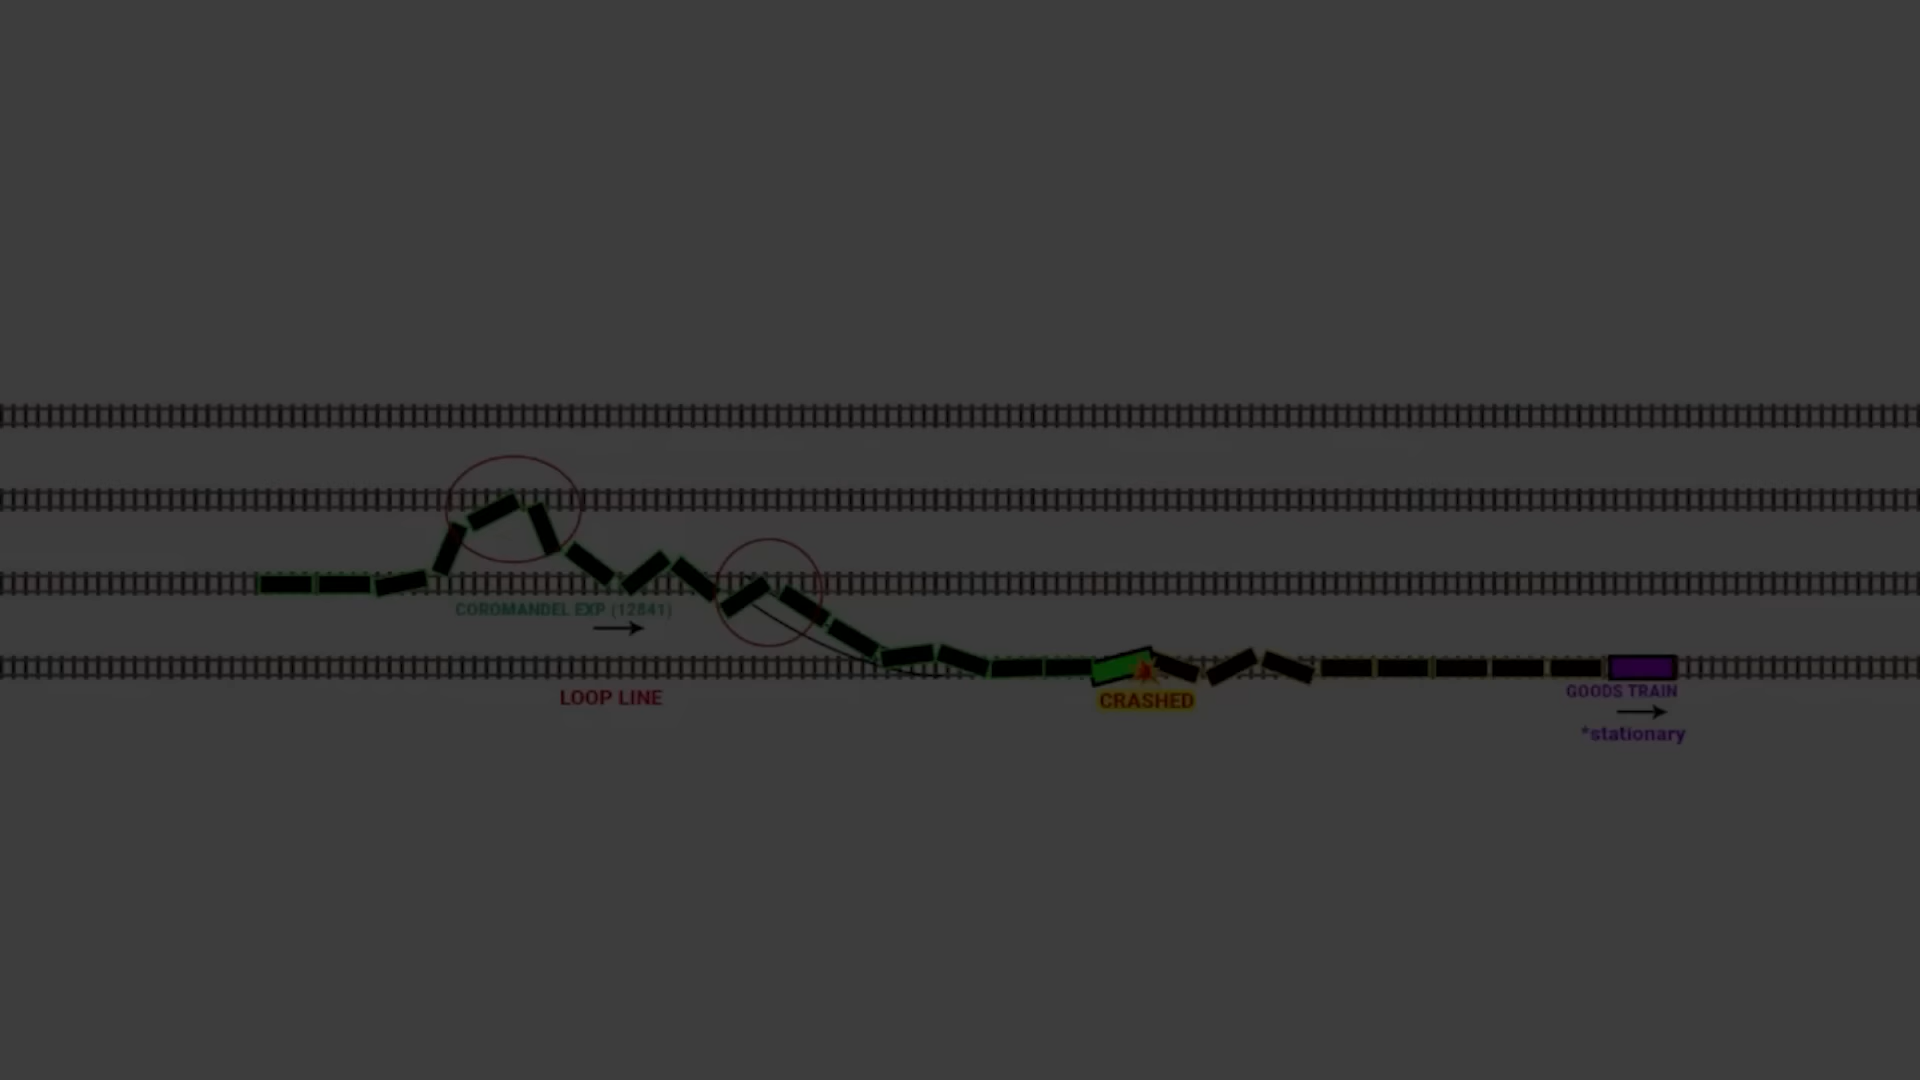 COROMANDEL EXP (12841)
LOOP LINE
CRASHED
GOODS TRAIN
*stationary